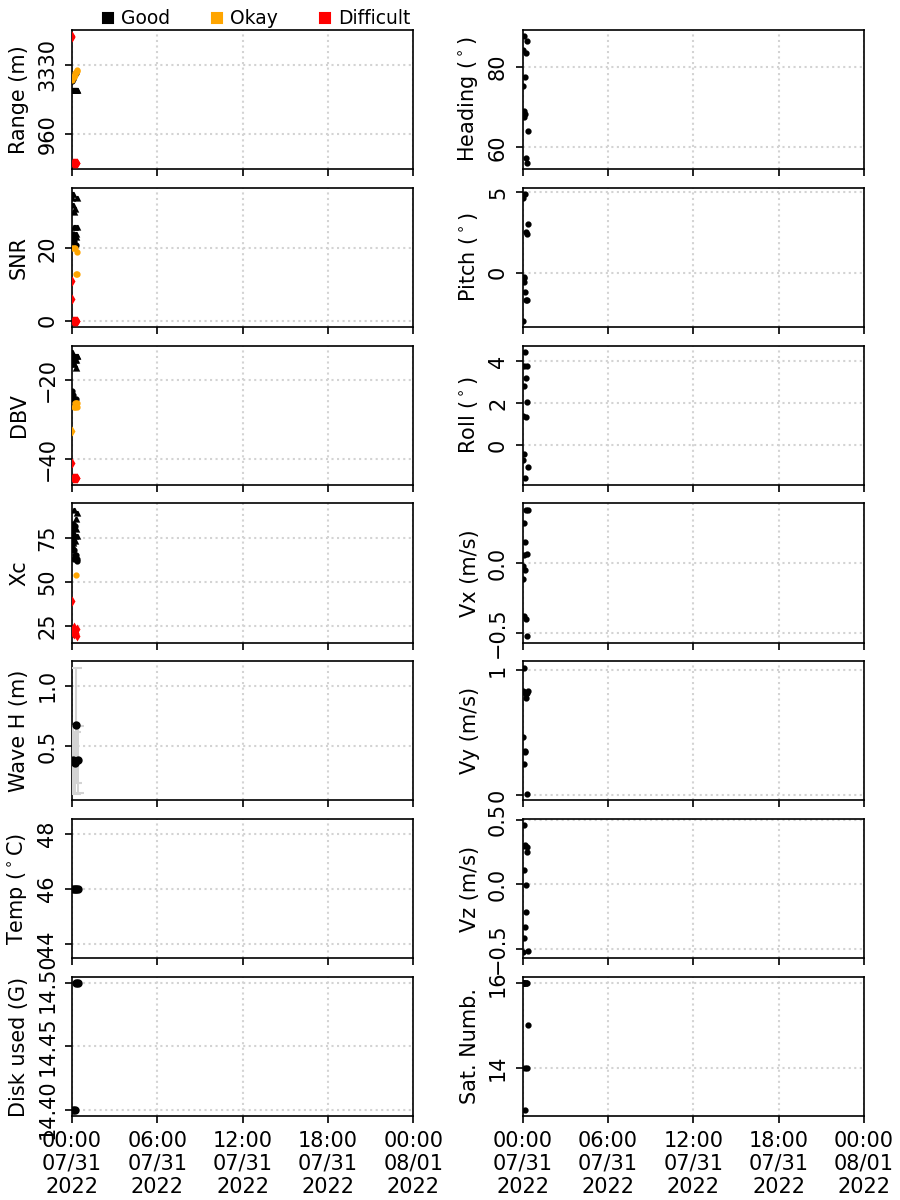 Good Okay Difficult
Range (m)
3330
960
Heading (°)
80
60
SNR
20
0
Pitch (°)
5
0
DBV
−20
−40
Roll (°)
4
2
0
Xc
75
50
25
Vx (m/s)
0.0
−0.5
Wave H (m)
1.0
0.5
Vy (m/s)
1
0
Temp (°C)
48
46
44
Vz (m/s)
0.5
0.0
−0.5
Disk used (G)
14.50
14.45
14.40
Sat. Numb.
16
14
00:00 06:00 12:00 18:00 00:00
07/31 07/31 07/31 07/31 08/01
2022 2022 2022 2022 2022
00:00 06:00 12:00 18:00 00:00
07/31 07/31 07/31 07/31 08/01
2022 2022 2022 2022 2022